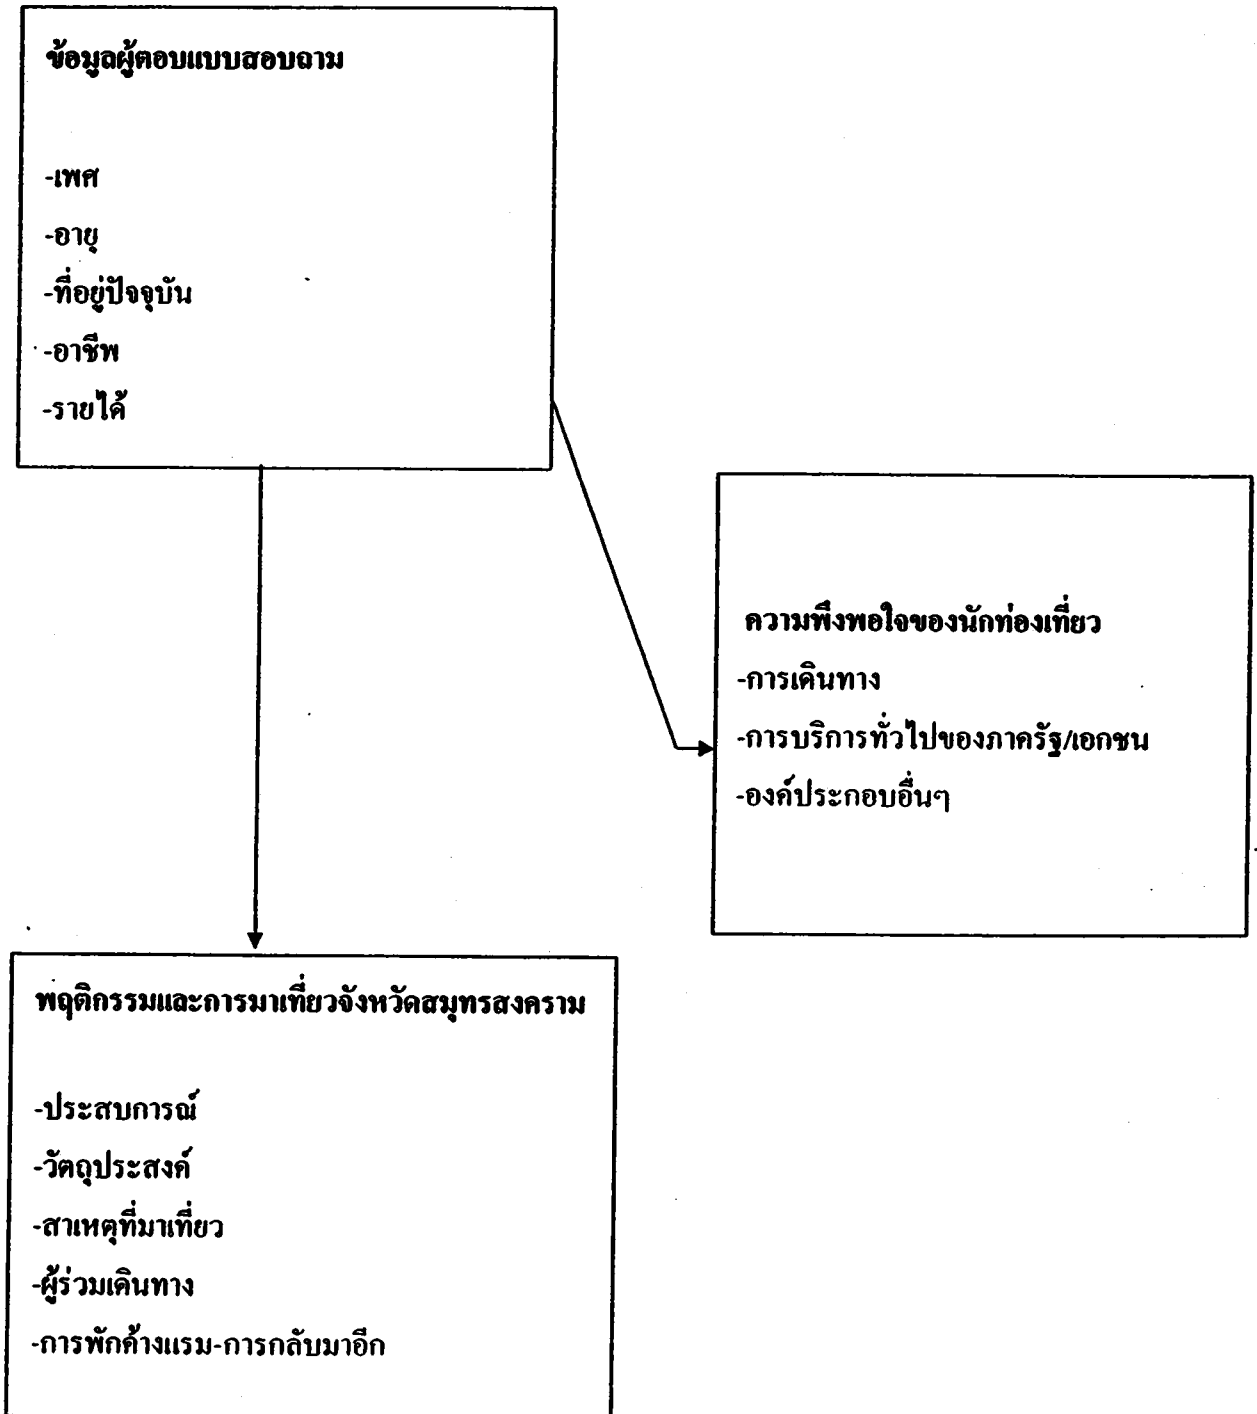 ข้อมูลผู้ตอบแบบสอบถาม
-เพศ
-อายุ
-ที่อยู่ปัจจุบัน
-อาชีพ
-รายได้
ความพึงพอใจของนักท่องเที่ยว
-การเดินทาง
-การบริการทั่วไปของภาครัฐ/เอกชน
-องค์ประกอบอื่นๆ
พฤติกรรมและการมาเที่ยวจังหวัดสมุทรสงคราม
-ประสบการณ์
-วัตถุประสงค์
-สาเหตุที่มาเที่ยว
-ผู้ร่วมเดินทาง
-การพักค้างแรม-การกลับมาอีก